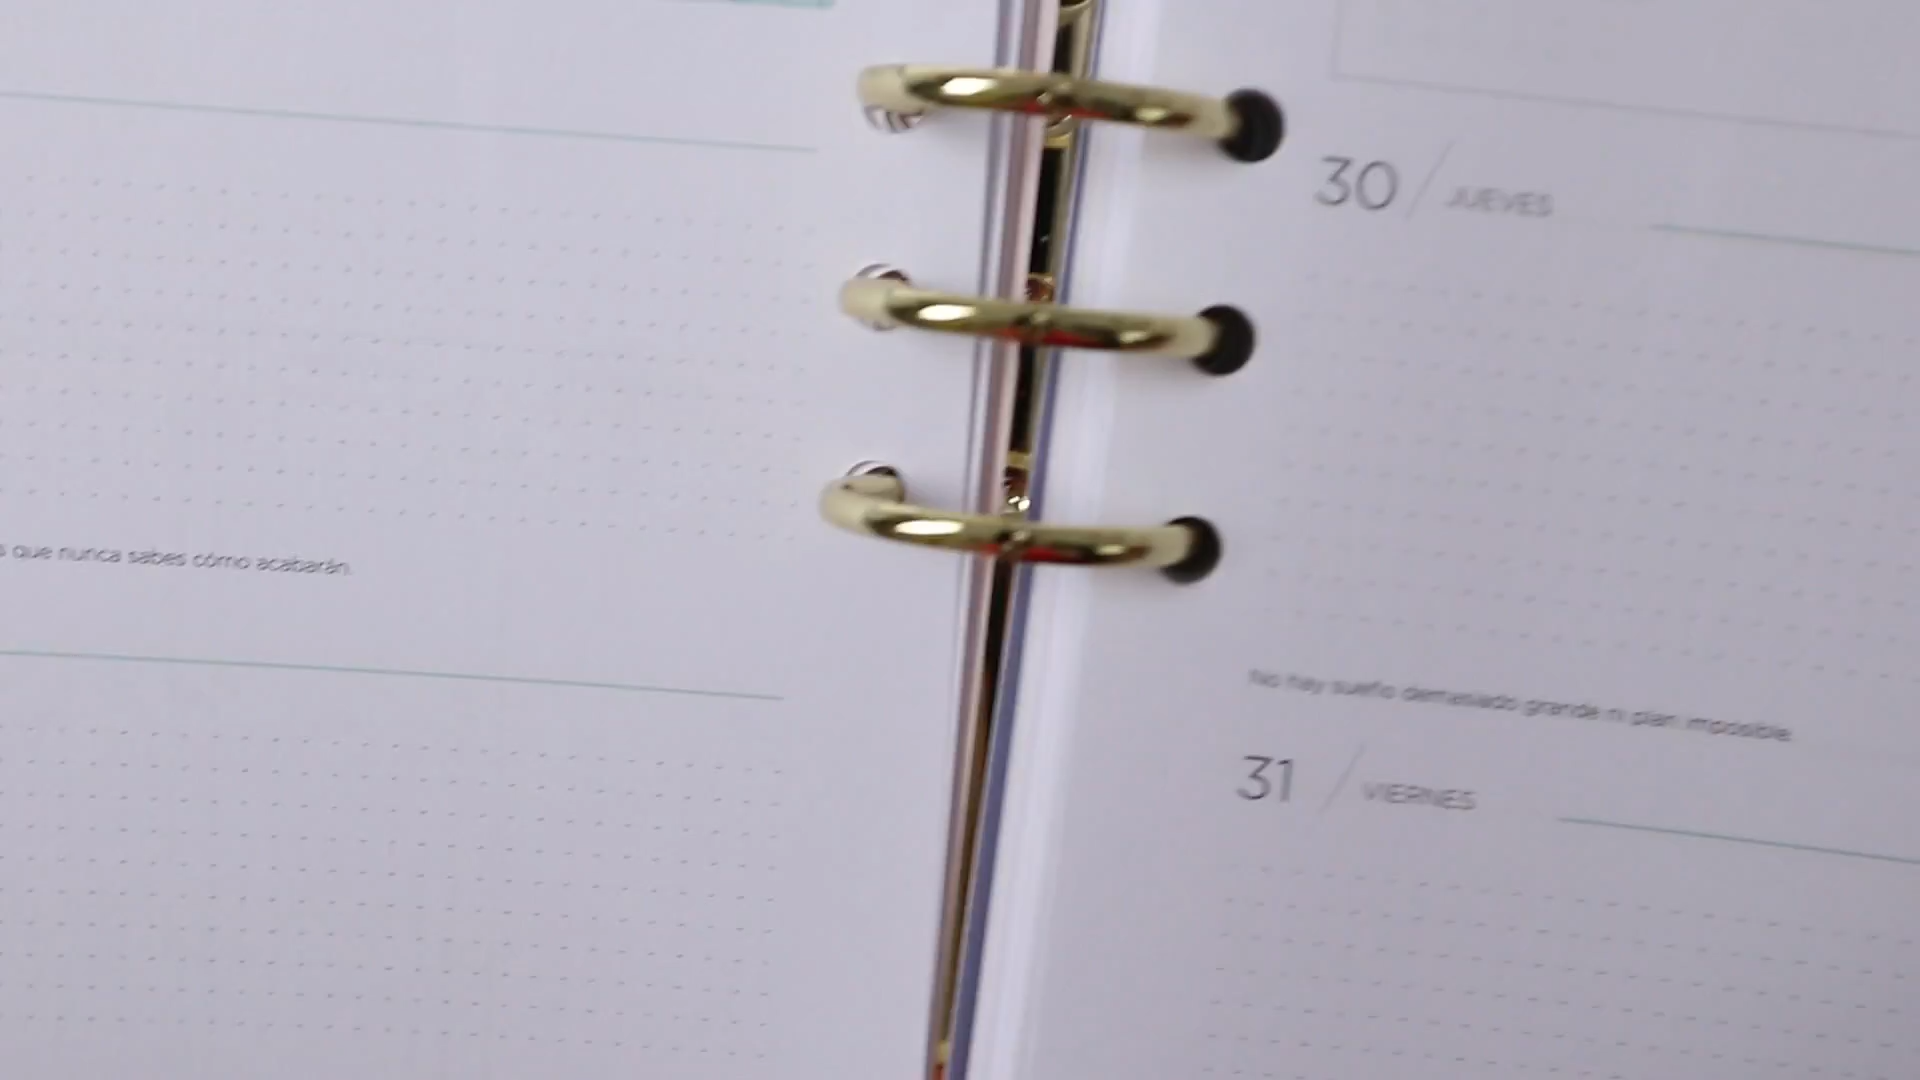 que nunca sabes cómo acabarán.
30 / JUEVES
No hay sueño demasiado grande ni plan imposible.
31 / VIERNES